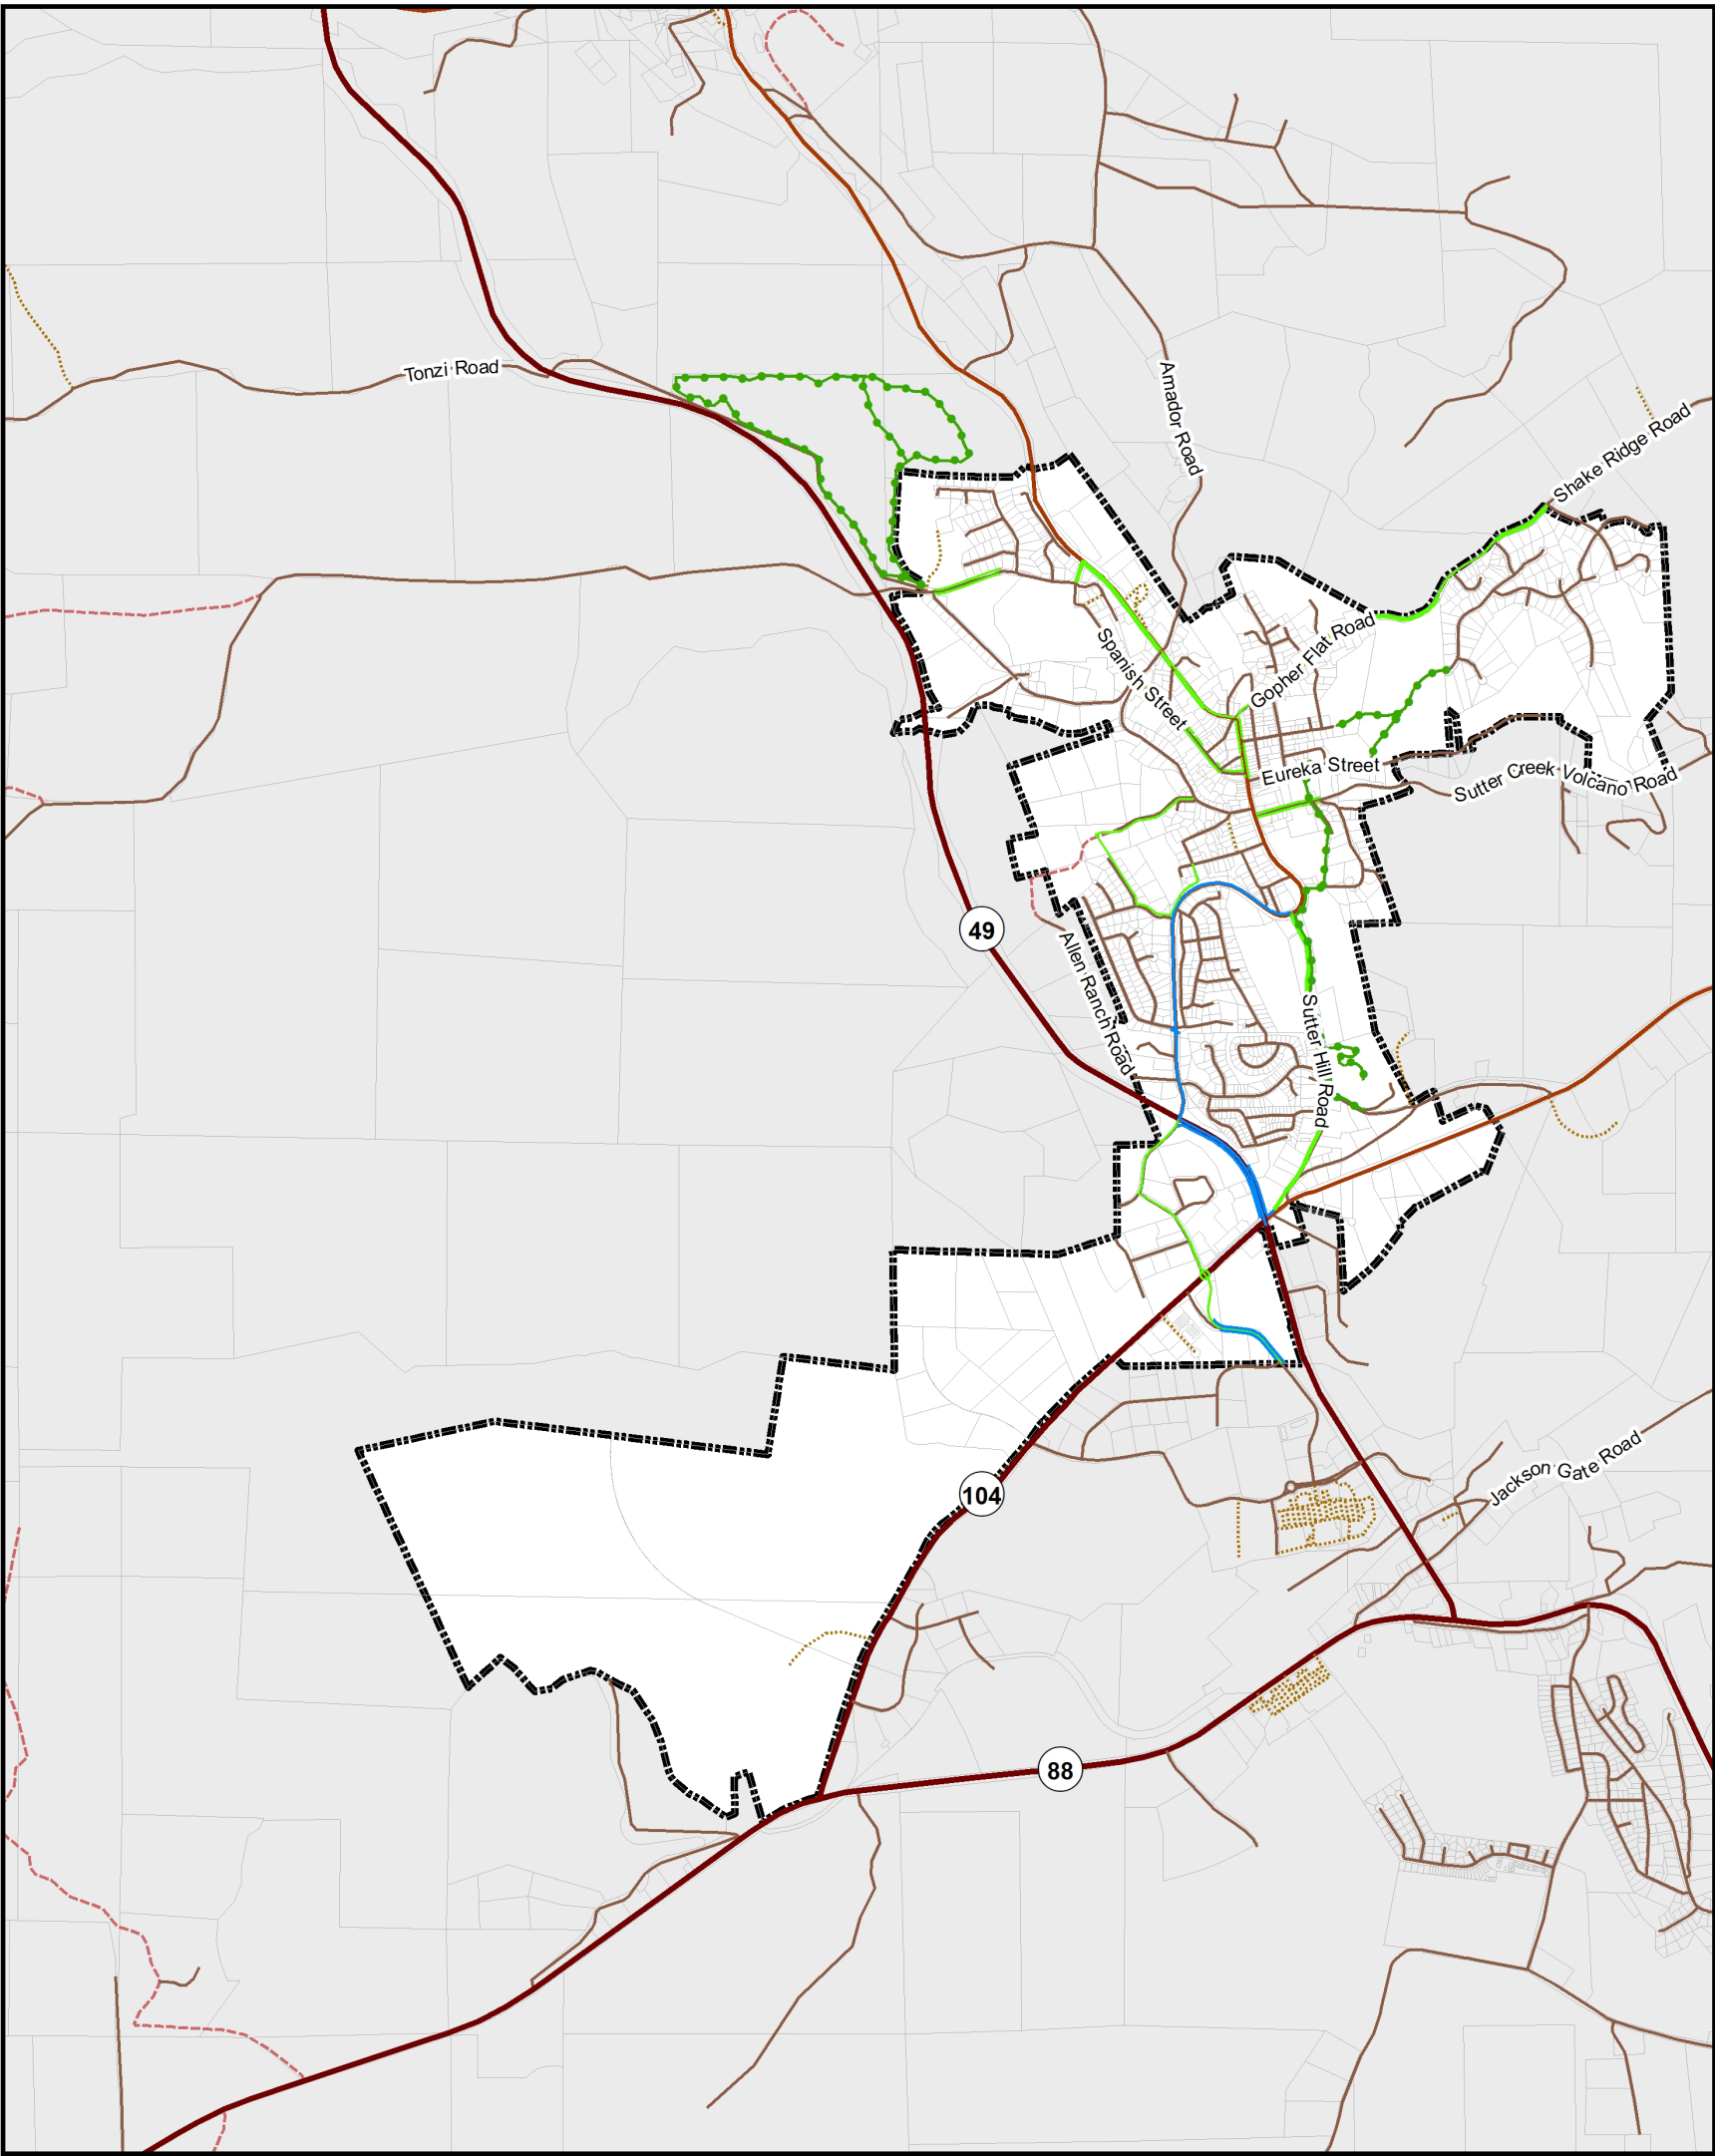 Tonzi Road
Amador Road
Shake Ridge Road
Spanish Street
Gopher Flat Road
Eureka Street
Sutter Creek Volcano Road
49
Allen Ranch Road
Sutter Hill Road
104
Jackson Gate Road
88